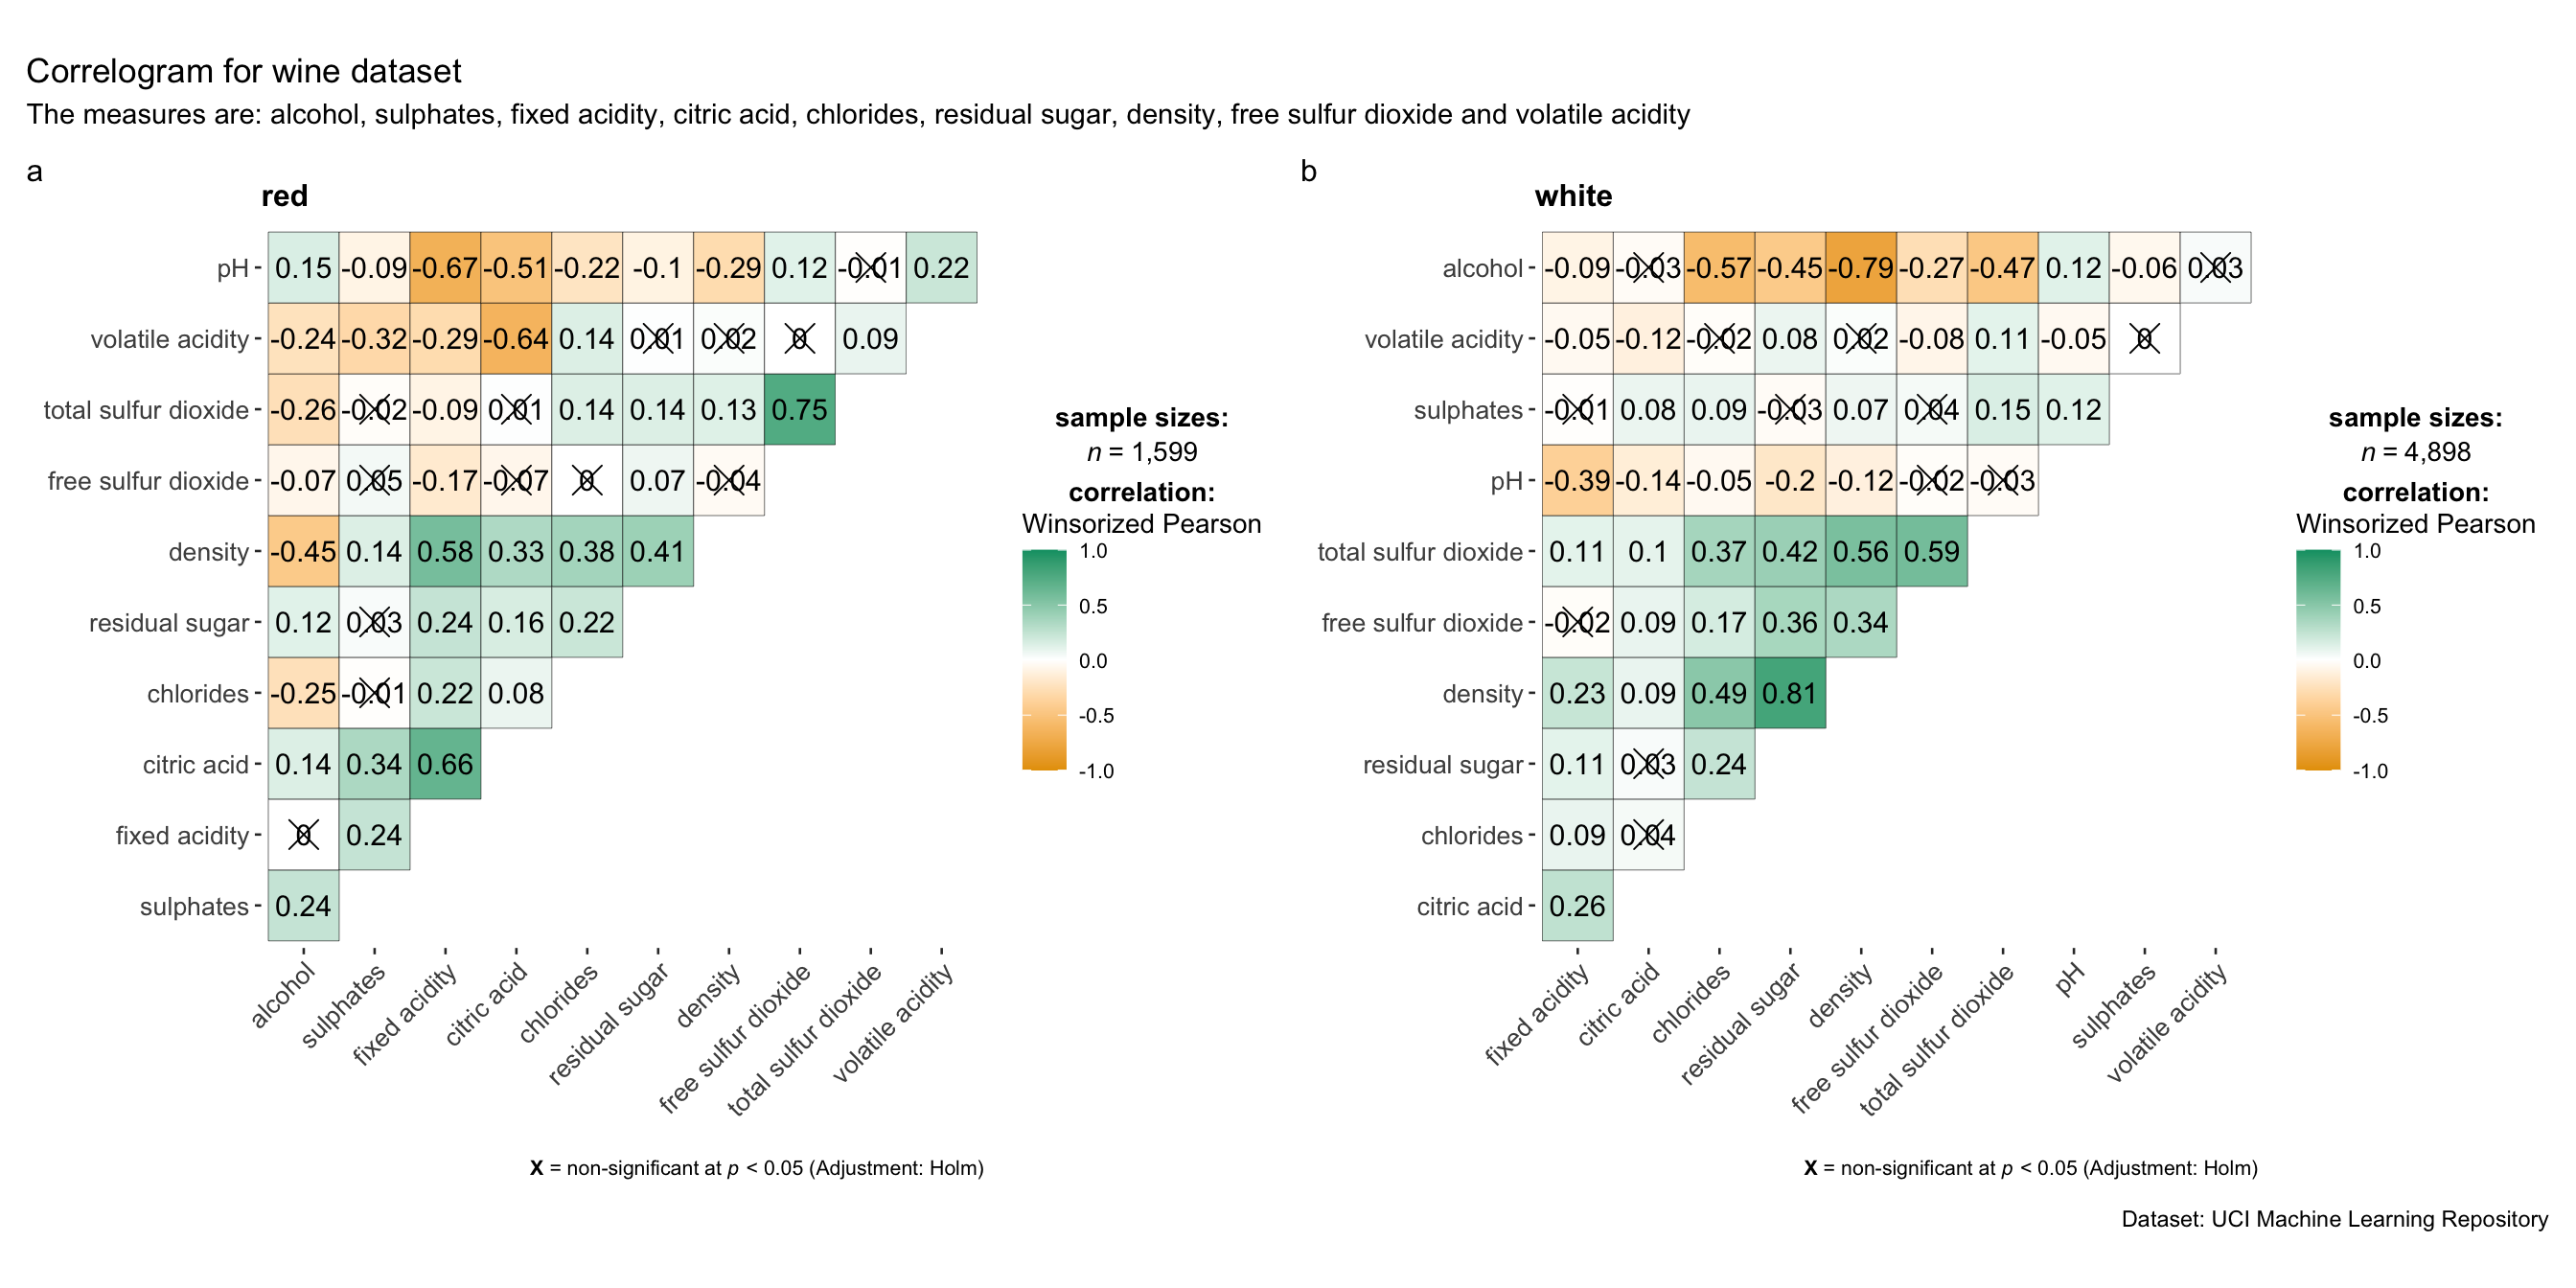 Correlogram for wine dataset
The measures are: alcohol, sulphates, fixed acidity, citric acid, chlorides, residual sugar, density, free sulfur dioxide and volatile acidity
a
red
pH 0.15 -0.09 -0.67 -0.51 -0.22 -0.1 -0.29 0.12 -0.01 0.22
volatile acidity -0.24 -0.32 -0.29 -0.64 0.14 0.01 0.02 0 0.09
total sulfur dioxide -0.26 -0.02 -0.09 0.01 0.14 0.14 0.13 0.75
free sulfur dioxide -0.07 0.05 -0.17 -0.07 0 0.07 -0.04
density -0.45 0.14 0.58 0.33 0.38 0.41
residual sugar 0.12 0.03 0.24 0.16 0.22
chlorides -0.25 -0.01 0.22 0.08
citric acid 0.14 0.34 0.66
fixed acidity 0 0.24
sulphates 0.24
alcohol
sulphates
fixed acidity
citric acid
chlorides
residual sugar
density
free sulfur dioxide
total sulfur dioxide
volatile acidity
sample sizes:
n = 1,599
correlation:
Winsorized Pearson
1.0
0.5
0.0
-0.5
-1.0
X = non-significant at p < 0.05 (Adjustment: Holm)
b
white
alcohol -0.09 -0.03 -0.57 -0.45 -0.79 -0.27 -0.47 0.12 -0.06 0.03
volatile acidity -0.05 -0.12 -0.02 0.08 0.02 -0.08 0.11 -0.05 0
sulphates -0.01 0.08 0.09 -0.03 0.07 0.04 0.15 0.12
pH -0.39 -0.14 -0.05 -0.2 -0.12 -0.02 -0.03
total sulfur dioxide 0.11 0.1 0.37 0.42 0.56 0.59
free sulfur dioxide -0.02 0.09 0.17 0.36 0.34
density 0.23 0.09 0.49 0.81
residual sugar 0.11 0.03 0.24
chlorides 0.09 0.04
citric acid 0.26
fixed acidity
citric acid
chlorides
residual sugar
density
free sulfur dioxide
total sulfur dioxide
pH
sulphates
volatile acidity
sample sizes:
n = 4,898
correlation:
Winsorized Pearson
1.0
0.5
0.0
-0.5
-1.0
X = non-significant at p < 0.05 (Adjustment: Holm)
Dataset: UCI Machine Learning Repository